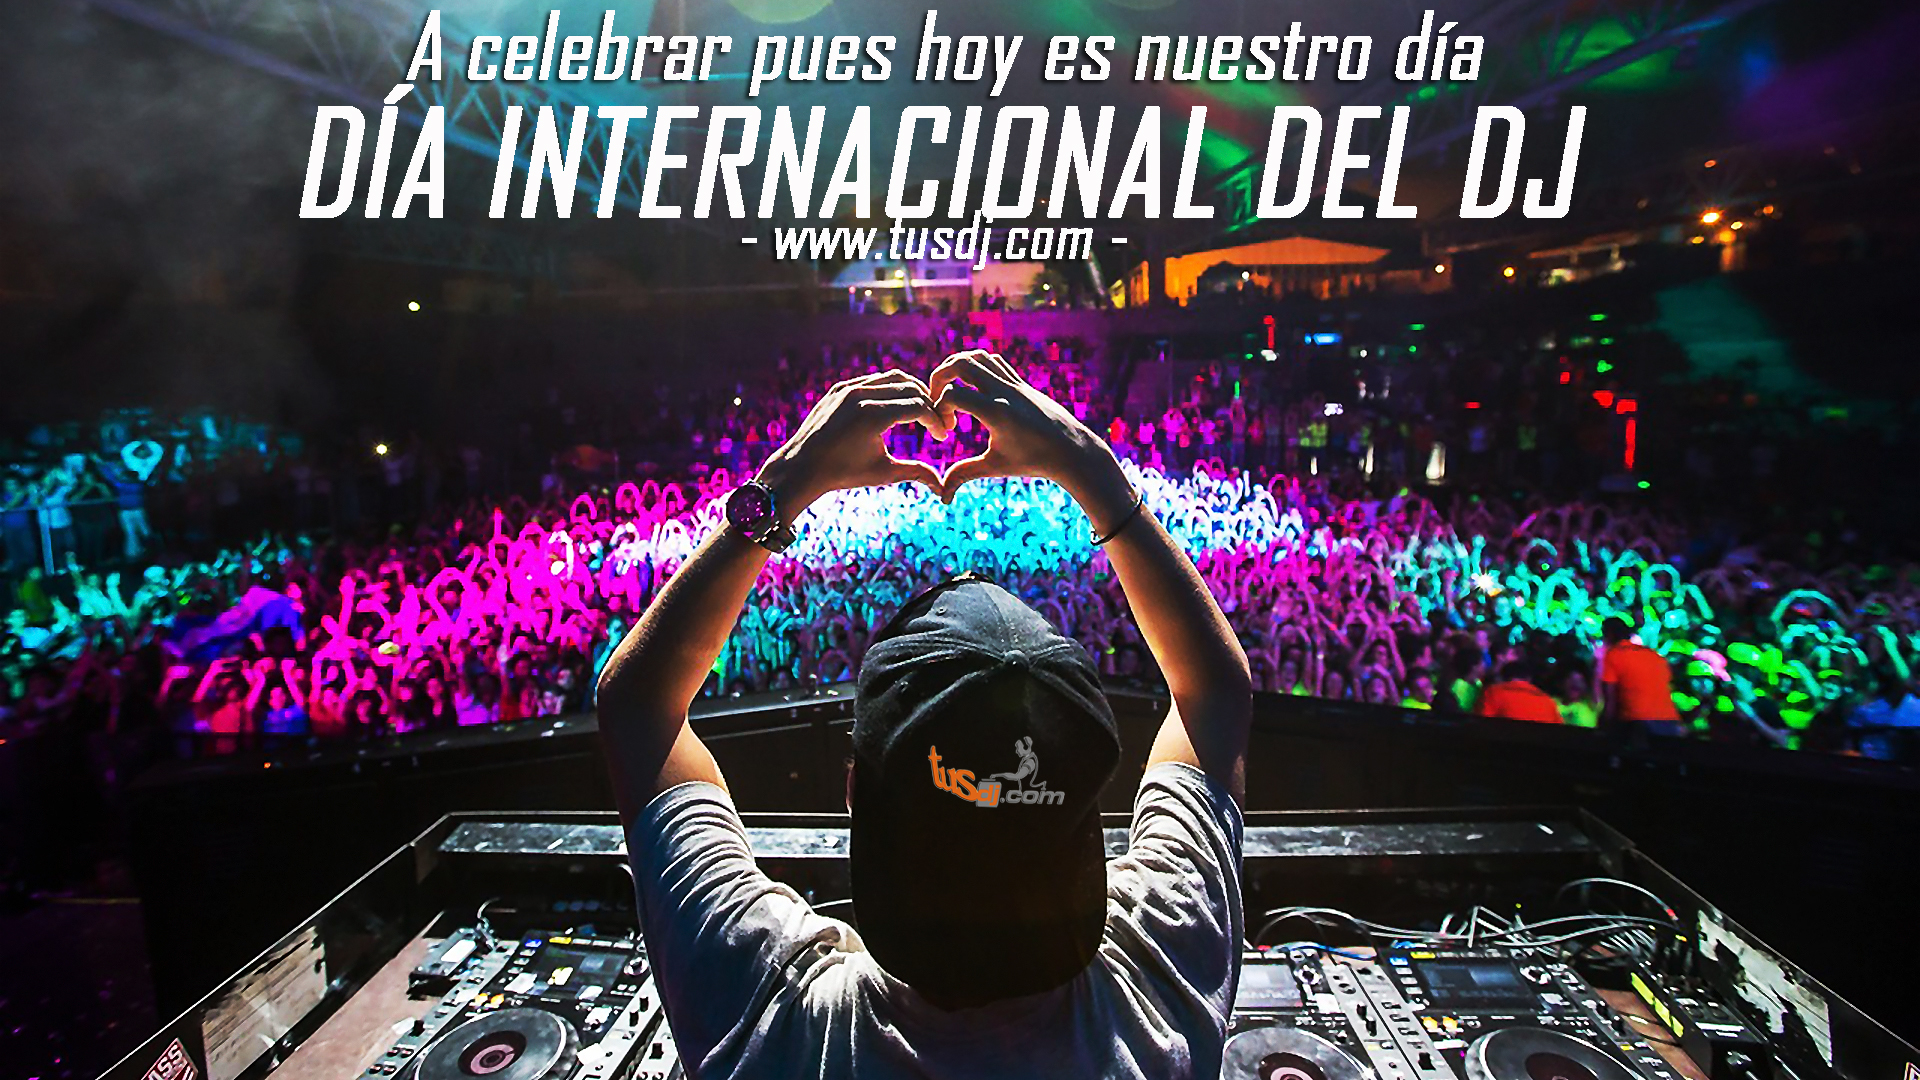 A celebrar pues hoy es nuestro día
DÍA INTERNACIONAL DEL DJ
- www.tusdj.com -
tusdj.com